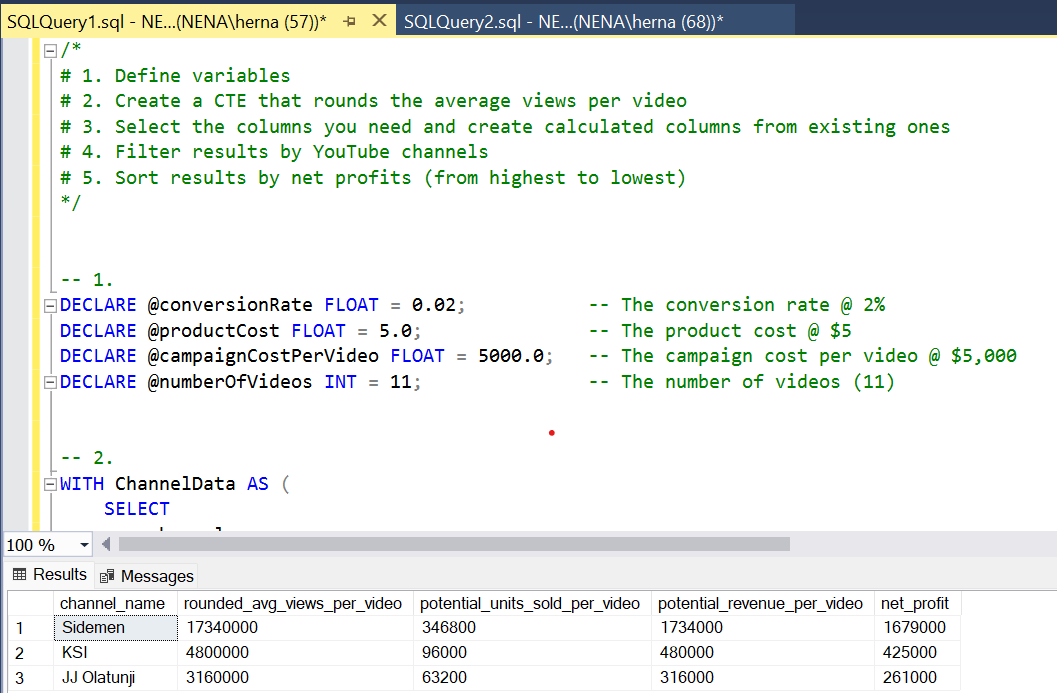 SQLQuery1.sql - NE...(NENA\herna (57))* SQLQuery2.sql - NE...(NENA\herna (68))*
/*
# 1. Define variables
# 2. Create a CTE that rounds the average views per video
# 3. Select the columns you need and create calculated columns from existing ones
# 4. Filter results by YouTube channels
# 5. Sort results by net profits (from highest to lowest)
*/
-- 1.
DECLARE @conversionRate FLOAT = 0.02; -- The conversion rate @ 2%
DECLARE @productCost FLOAT = 5.0; -- The product cost @ $5
DECLARE @campaignCostPerVideo FLOAT = 5000.0; -- The campaign cost per video @ $5,000
DECLARE @numberOfVideos INT = 11; -- The number of videos (11)
-- 2.
WITH ChannelData AS (
SELECT
100 %
Results Messages
channel_name rounded_avg_views_per_video potential_units_sold_per_video potential_revenue_per_video net_profit
1 Sidemen 17340000 346800 1734000 1679000
2 KSI 4800000 96000 480000 425000
3 JJ Olatunji 3160000 63200 316000 261000